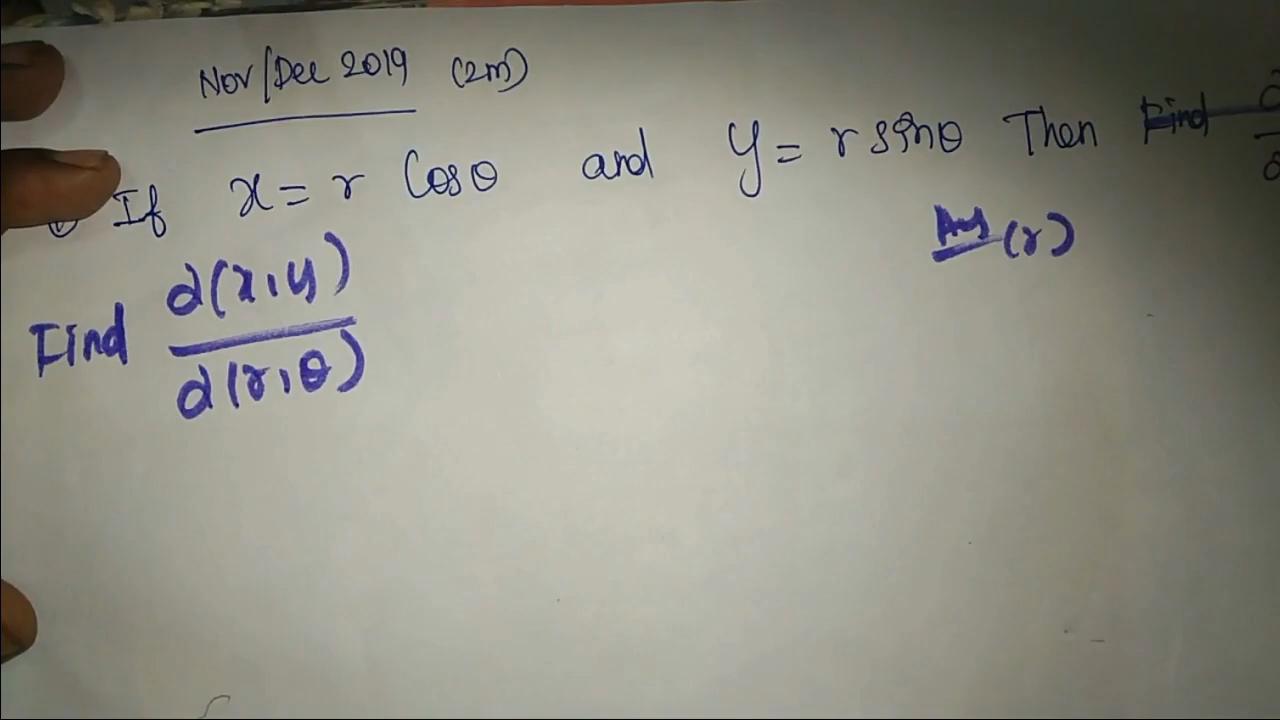 Nov/Dec 2019 (2m)
If x = r Cosθ and y = r sinθ Then Find ∂
Ans (r)
Find ∂(x,y)
∂(r,θ)